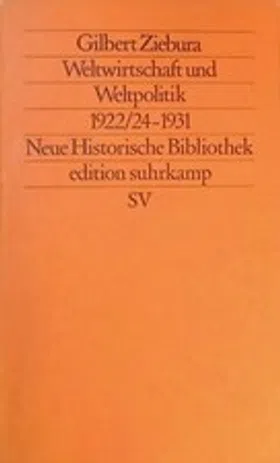 Gilbert Ziebura
Weltwirtschaft und
Weltpolitik
1922/24–1931
Neue Historische Bibliothek
edition suhrkamp
SV